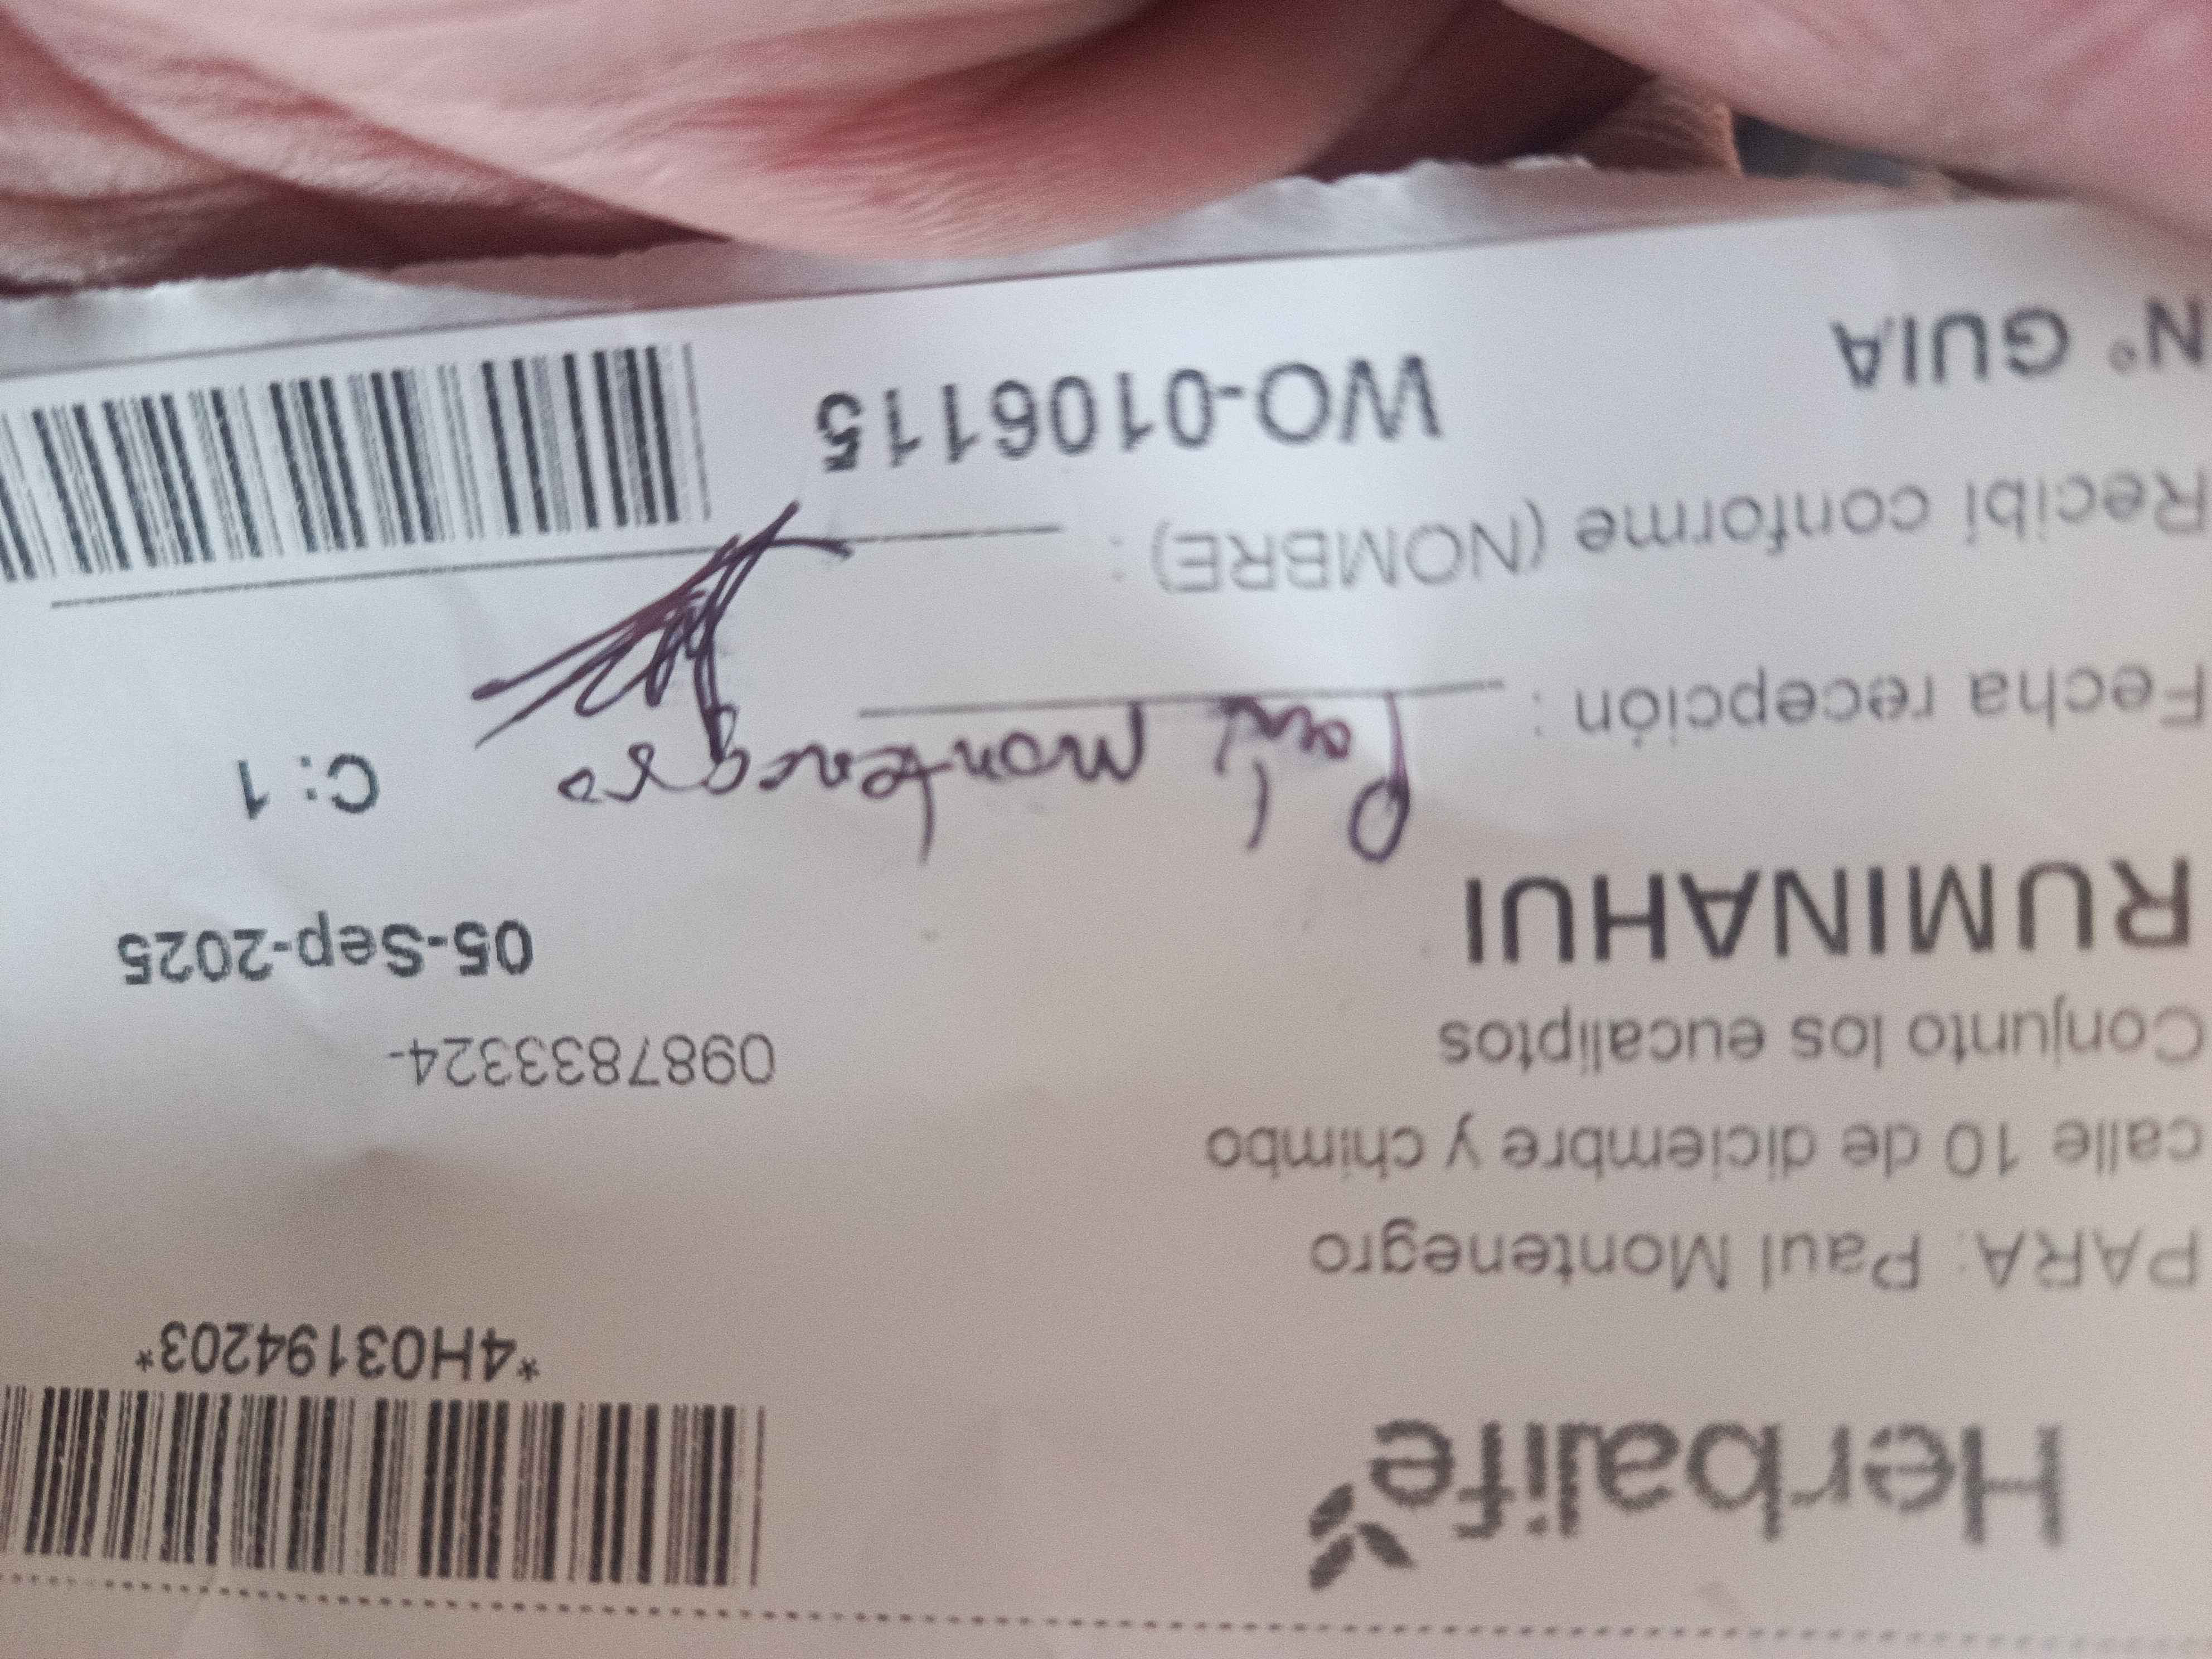 Herbalife
*4H03194203*
PARA: Paul Montenegro
calle 10 de diciembre y chimbo
Conjunto los eucaliptos
0987833324-
RUMINAHUI
05-Sep-2025
Paul montenegro
C: 1
Fecha recepción :
Recibí conforme (NOMBRE) :
N° GUIA
WO-0106115